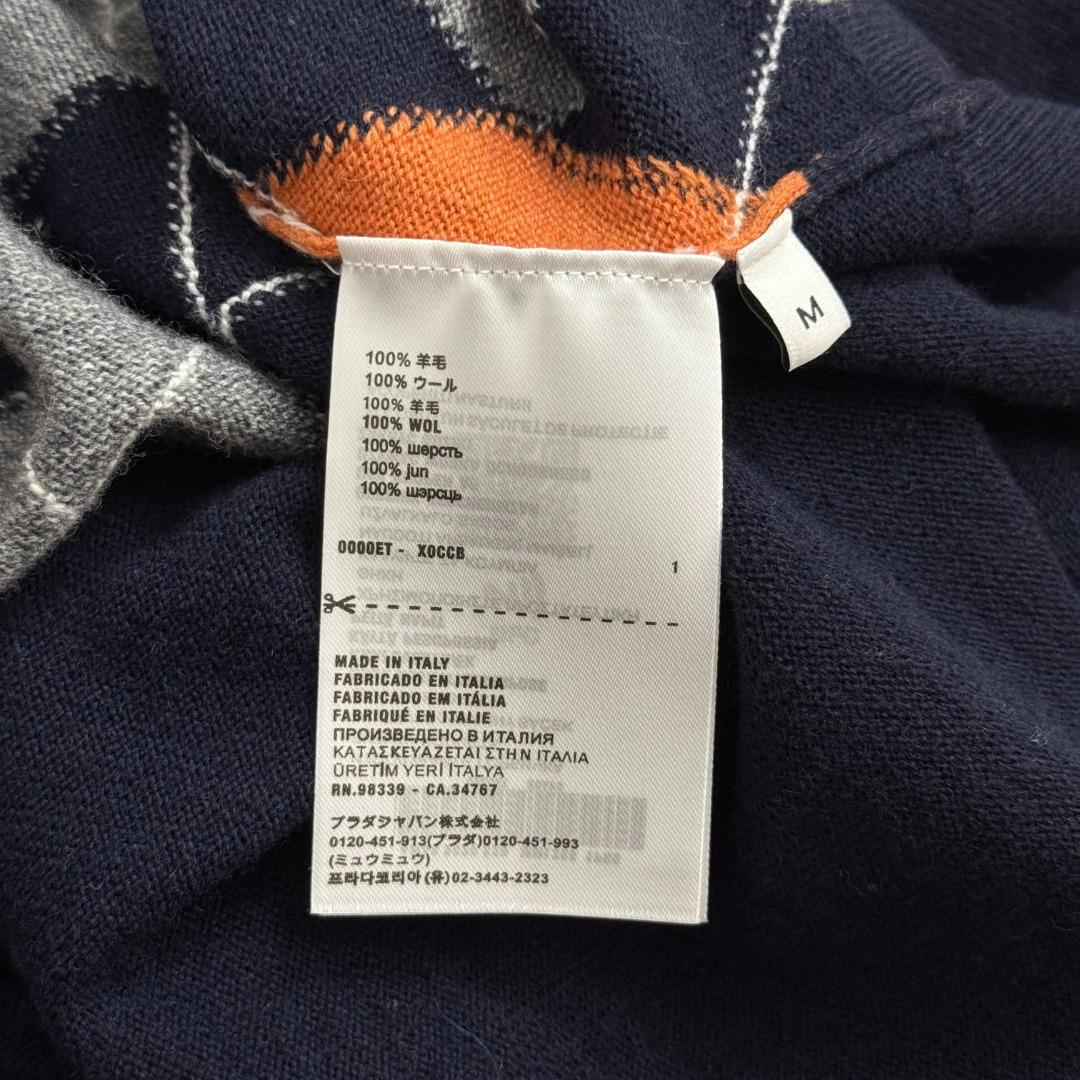 M
100% 羊毛
100% ウール
100% 羊毛
100% WOL
100% шерсть
100% jun
100% шэрсць
0000ET - X0CCB
1
MADE IN ITALY
FABRICADO EN ITALIA
FABRICADO EM ITÁLIA
FABRIQUÉ EN ITALIE
ПРОИЗВЕДЕНО В ИТАЛИЯ
ΚΑΤΑΣΚΕΥΑΖΕΤΑΙ ΣΤΗΝ ΙΤΑΛΙΑ
ÜRETİM YERİ İTALYA
RN.98339 - CA.34767
プラダジャパン株式会社
0120-451-913(プラダ)0120-451-993
(ミュウミュウ)
프라다코리아(유)02-3443-2323